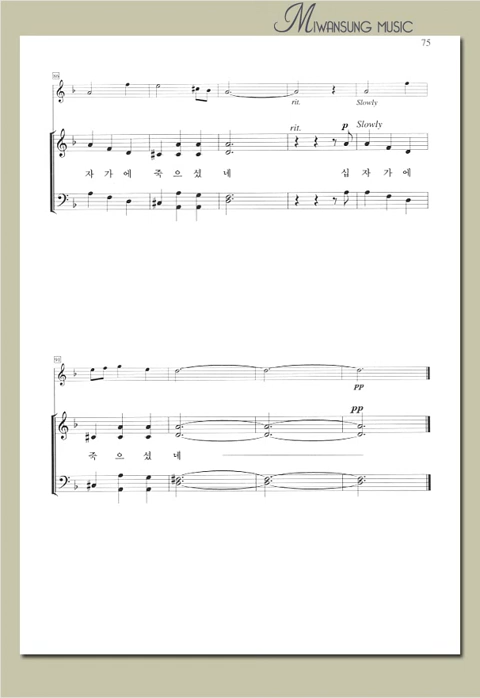 MIWANSUNG MUSIC
75
rit. Slowly
rit. p Slowly
자 가 에 죽 으 셨 네 십 자 가 에
pp
pp
죽 으 셨 네